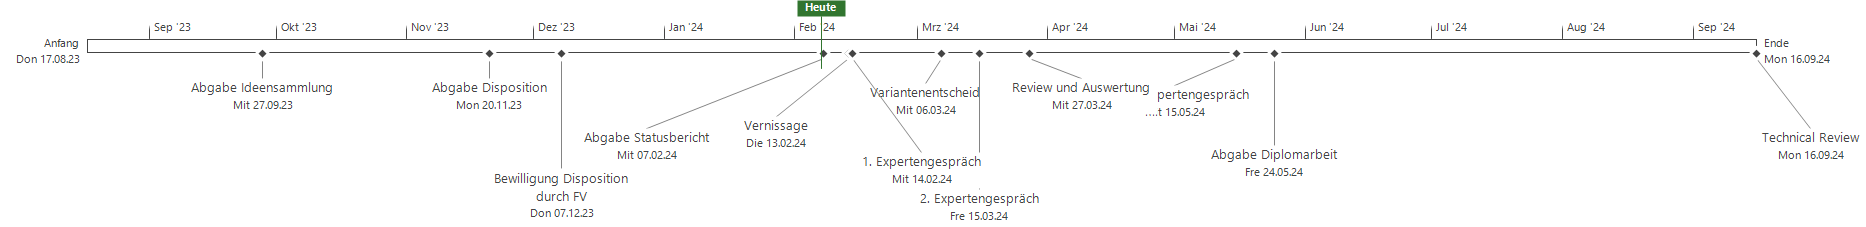 Heute
Sep '23
Okt '23
Nov '23
Dez '23
Jan '24
Feb '24
Mrz '24
Apr '24
Mai '24
Jun '24
Jul '24
Aug '24
Sep '24
Anfang
Don 17.08.23
Ende
Mon 16.09.24
Abgabe Ideensammlung
Mit 27.09.23
Abgabe Disposition
Mon 20.11.23
Bewilligung Disposition
durch FV
Don 07.12.23
Abgabe Statusbericht
Mit 07.02.24
Vernissage
Die 13.02.24
1. Expertengespräch
Mit 14.02.24
Variantenentscheid
Mit 06.03.24
2. Expertengespräch
Fre 15.03.24
Review und Auswertung
Mit 27.03.24
pertengespräch
....t 15.05.24
Abgabe Diplomarbeit
Fre 24.05.24
Technical Review
Mon 16.09.24